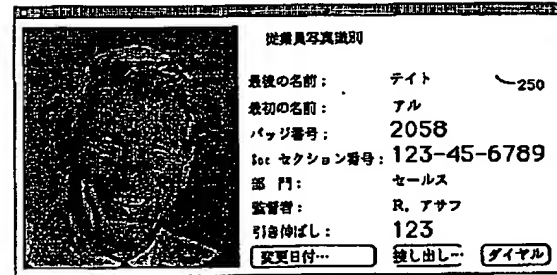 従業員写真識別
最後の名前： テイト 250
最初の名前： アル
バッジ番号： 2058
Soc セクション番号： 123-45-6789
部 門： セールス
監督者： R. アサフ
引き伸ばし： 123
変更日付… 独し出し… ダイヤル